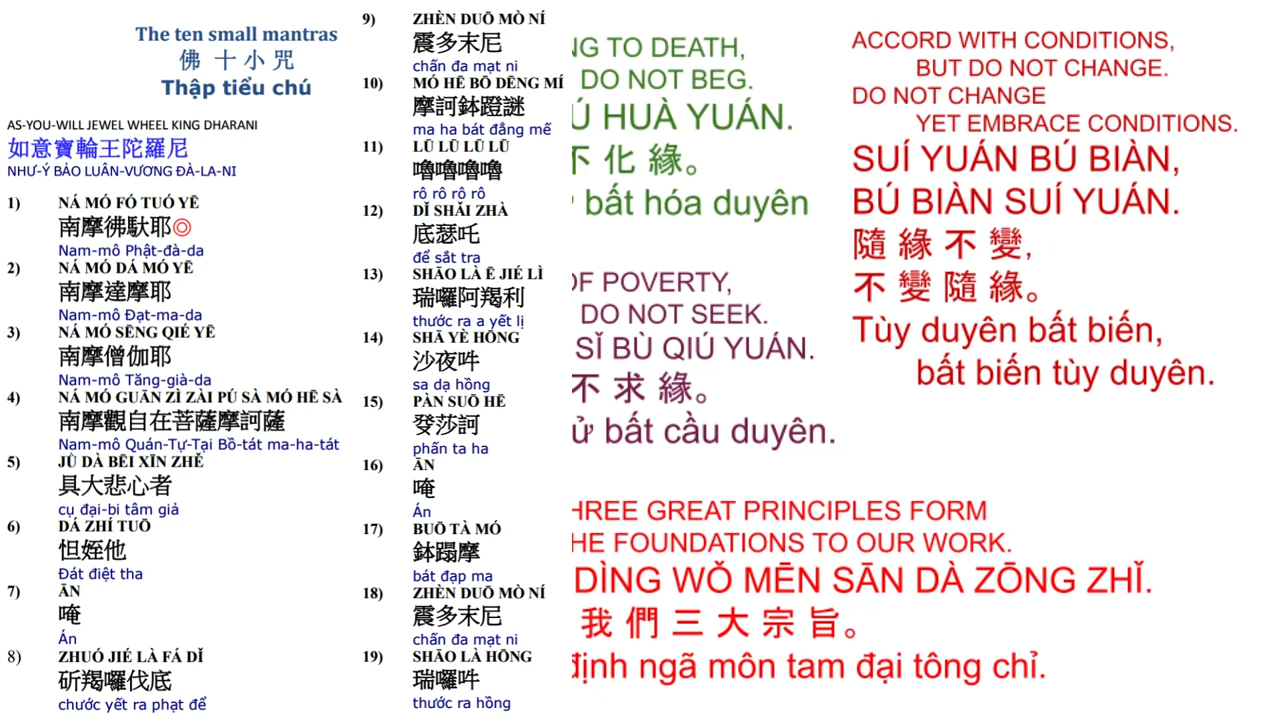 The ten small mantras
佛 十 小 咒
Thập tiểu chú
AS-YOU-WILL JEWEL WHEEL KING DHARANI
如意寶輪王陀羅尼
NHƯ-Ý BẢO LUÂN-VƯƠNG ĐÀ-LA-NI
1) NÁ MÓ FÓ TUÓ YĒ
南摩彿馱耶◎
Nam-mô Phật-đà-da
2) NÁ MÓ DÁ MÓ YĒ
南摩達摩耶
Nam-mô Đạt-ma-da
3) NÁ MÓ SĒNG QIÉ YĒ
南摩僧伽耶
Nam-mô Tăng-già-da
4) NÁ MÓ GUĀN ZÌ ZÀI PÚ SÀ MÓ HĒ SÀ
南摩觀自在菩薩摩訶薩
Nam-mô Quán-Tự-Tại Bồ-tát ma-ha-tát
5) JÙ DÀ BĒI XĪN ZHĚ
具大悲心者
cụ đại-bi tâm giả
6) DÁ ZHÍ TUŌ
怛姪他
Đát điệt tha
7) ĀN
唵
Án
8) ZHUÓ JIÉ LÀ FÁ DǏ
斫羯囉伐底
chước yết ra phạt để
9) ZHÈN DUŌ MÒ NÍ
震多末尼
chấn đa mạt ni
10) MÓ HĒ BŌ DĒNG MÍ
摩訶鉢蹬謎
ma ha bát đẳng mế
11) LŪ LŪ LŪ LŪ
嚕嚕嚕嚕
rô rô rô rô
12) DǏ SHǍI ZHÀ
底瑟吒
để sắt tra
13) SHĀO LÀ Ē JIÉ LÌ
瑞囉阿羯利
thước ra a yết lị
14) SHĀ YÈ HŌNG
沙夜吽
sa dạ hồng
15) PÀN SUŌ HĒ
癹莎訶
phấn ta ha
16) ĀN
唵
Án
17) BUŌ TÀ MÓ
鉢蹋摩
bát đạp ma
18) ZHÈN DUŌ MÒ NÍ
震多末尼
chấn đa mạt ni
19) SHĀO LÀ HŌNG
瑞囉吽
thước ra hồng
NG TO DEATH,
DO NOT BEG.
Ú HUÀ YUÁN.
不 化 緣。
bất hóa duyên
OF POVERTY,
DO NOT SEEK.
SǏ BÙ QIÚ YUÁN.
不 求 緣。
ử bất cầu duyên.
ACCORD WITH CONDITIONS,
BUT DO NOT CHANGE.
DO NOT CHANGE
YET EMBRACE CONDITIONS.
SUÍ YUÁN BÚ BIÀN,
BÚ BIÀN SUÍ YUÁN.
隨 緣 不 變,
不 變 隨 緣。
Tùy duyên bất biến,
bất biến tùy duyên.
HREE GREAT PRINCIPLES FORM
HE FOUNDATIONS TO OUR WORK.
DÌNG WǑ MĒN SĀN DÀ ZŌNG ZHǏ.
我 們 三 大 宗 旨。
định ngã môn tam đại tông chỉ.